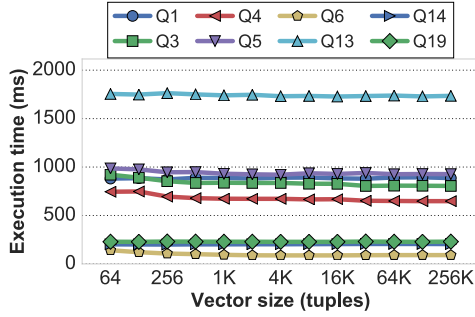 Q1 Q4 Q6 Q14
Q3 Q5 Q13 Q19
Execution time (ms)
2000
1500
1000
500
0
64 256 1K 4K 16K 64K 256K
Vector size (tuples)